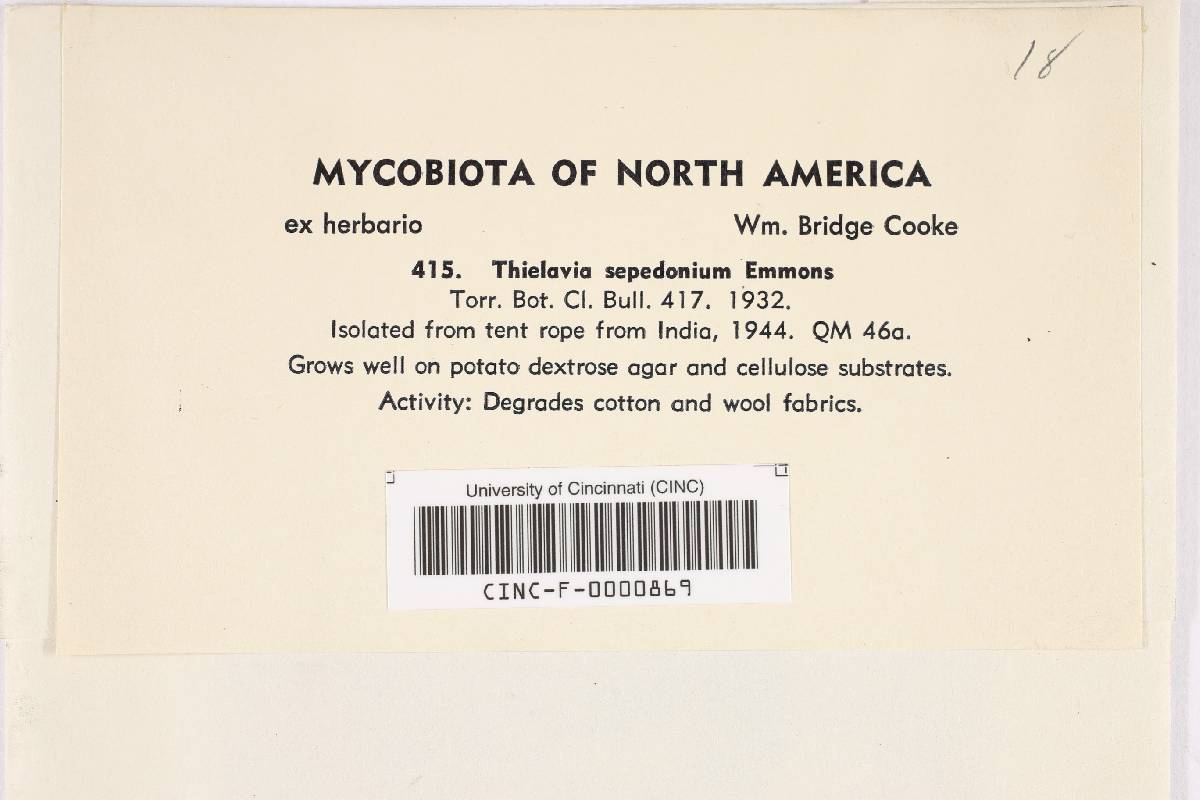 18
MYCOBIOTA OF NORTH AMERICA
ex herbario Wm. Bridge Cooke
415. Thielavia sepedonium Emmons
Torr. Bot. Cl. Bull. 417. 1932.
Isolated from tent rope from India, 1944. QM 46a.
Grows well on potato dextrose agar and cellulose substrates.
Activity: Degrades cotton and wool fabrics.
University of Cincinnati (CINC)
CINC-F-0000869